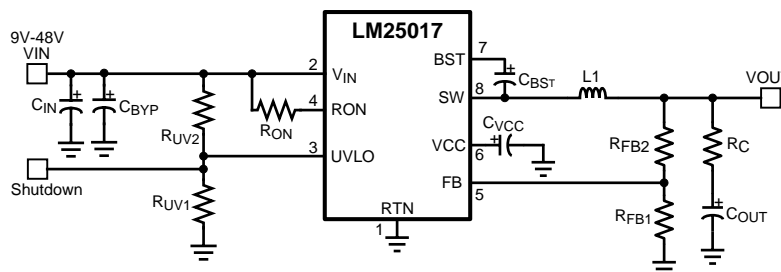 9V-48V
VIN
LM25017
7
BST
+
CBST
2
VIN
SW
8
L1
VOU
+
CIN
+
CBYP
4
RON
RON
RUV2
CVCC
+
VCC
6
RFB2
RC
3
UVLO
Shutdown
FB
5
RUV1
RTN
1
RFB1
+
COUT